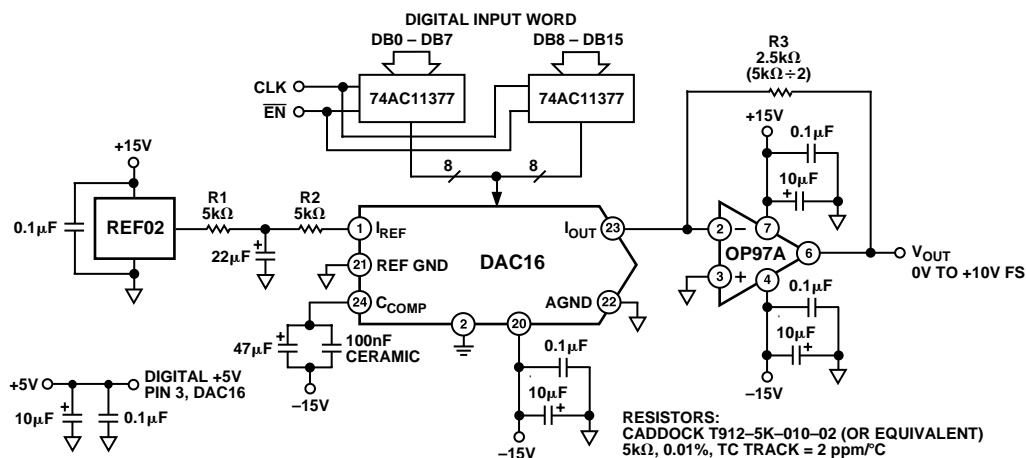 DIGITAL INPUT WORD
DB0 – DB7
DB8 – DB15
CLK
EN
74AC11377
74AC11377
8
8
R3
2.5kΩ
(5kΩ÷2)
+15V
0.1µF
10µF
+
+15V
0.1µF
REF02
R1
5kΩ
R2
5kΩ
+
22µF
1
IREF
21
REF GND
24
CCOMP
DAC16
IOUT
23
AGND
22
2
20
2
–
3
+
7
OP97A
4
6
VOUT
0V TO +10V FS
+
47µF
100nF
CERAMIC
–15V
0.1µF
10µF
+
–15V
0.1µF
10µF
+
–15V
+5V
DIGITAL +5V
PIN 3, DAC16
+
10µF
0.1µF
RESISTORS:
CADDOCK T912–5K–010–02 (OR EQUIVALENT)
5kΩ, 0.01%, TC TRACK = 2 ppm/°C